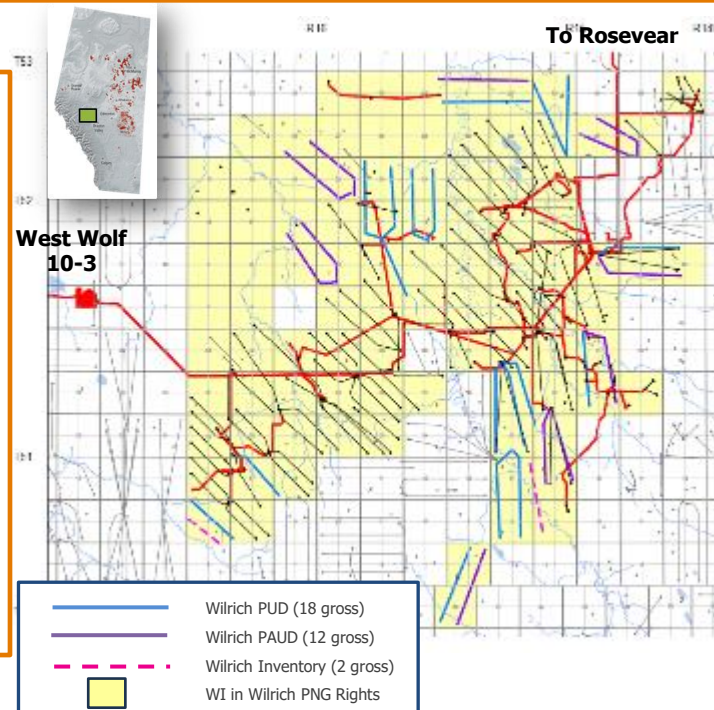 To Rosevear
West Wolf
10-3
Wilrich PUD (18 gross)
Wilrich PAUD (12 gross)
Wilrich Inventory (2 gross)
WI in Wilrich PNG Rights